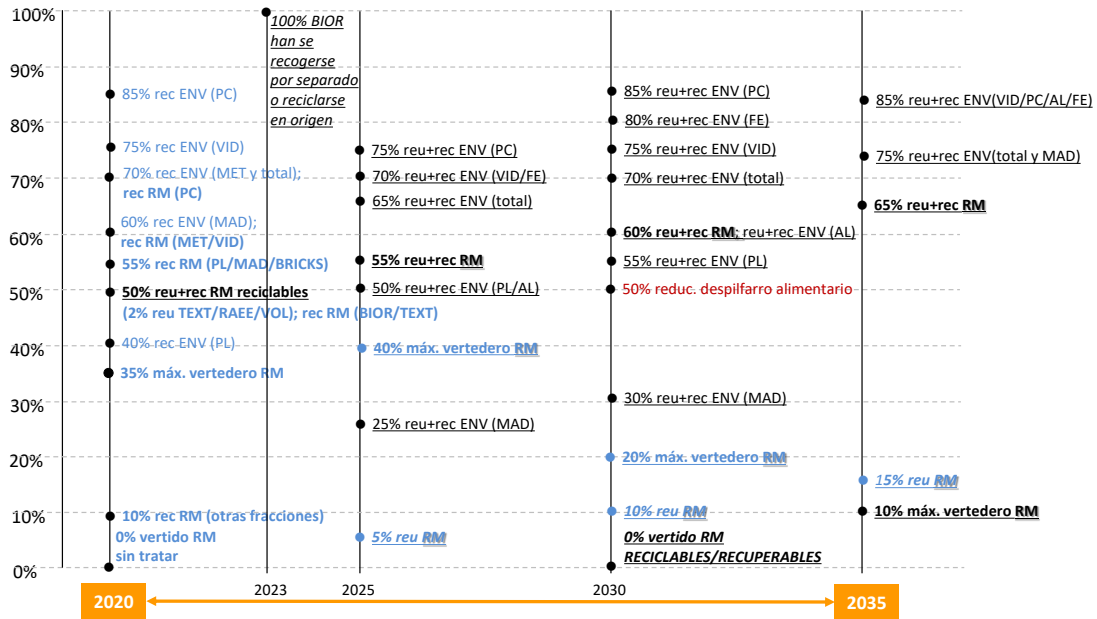 100%
90%
80%
70%
60%
50%
40%
30%
20%
10%
0%
85% rec ENV (PC)
75% rec ENV (VID)
70% rec ENV (MET y total);
rec RM (PC)
60% rec ENV (MAD);
rec RM (MET/VID)
55% rec RM (PL/MAD/BRICKS)
50% reu+rec RM reciclables
(2% reu TEXT/RAEE/VOL); rec RM (BIOR/TEXT)
40% rec ENV (PL)
35% máx. vertedero RM
10% rec RM (otras fracciones)
0% vertido RM
sin tratar
100% BIOR
han se
recogerse
por separado
o reciclarse
en origen
75% reu+rec ENV (PC)
70% reu+rec ENV (VID/FE)
65% reu+rec ENV (total)
55% reu+rec RM
50% reu+rec ENV (PL/AL)
40% máx. vertedero RM
25% reu+rec ENV (MAD)
5% reu RM
85% reu+rec ENV (PC)
80% reu+rec ENV (FE)
75% reu+rec ENV (VID)
70% reu+rec ENV (total)
60% reu+rec RM; reu+rec ENV (AL)
55% reu+rec ENV (PL)
50% reduc. despilfarro alimentario
30% reu+rec ENV (MAD)
20% máx. vertedero RM
10% reu RM
0% vertido RM
RECICLABLES/RECUPERABLES
85% reu+rec ENV(VID/PC/AL/FE)
75% reu+rec ENV(total y MAD)
65% reu+rec RM
15% reu RM
10% máx. vertedero RM
2020
2023
2025
2030
2035